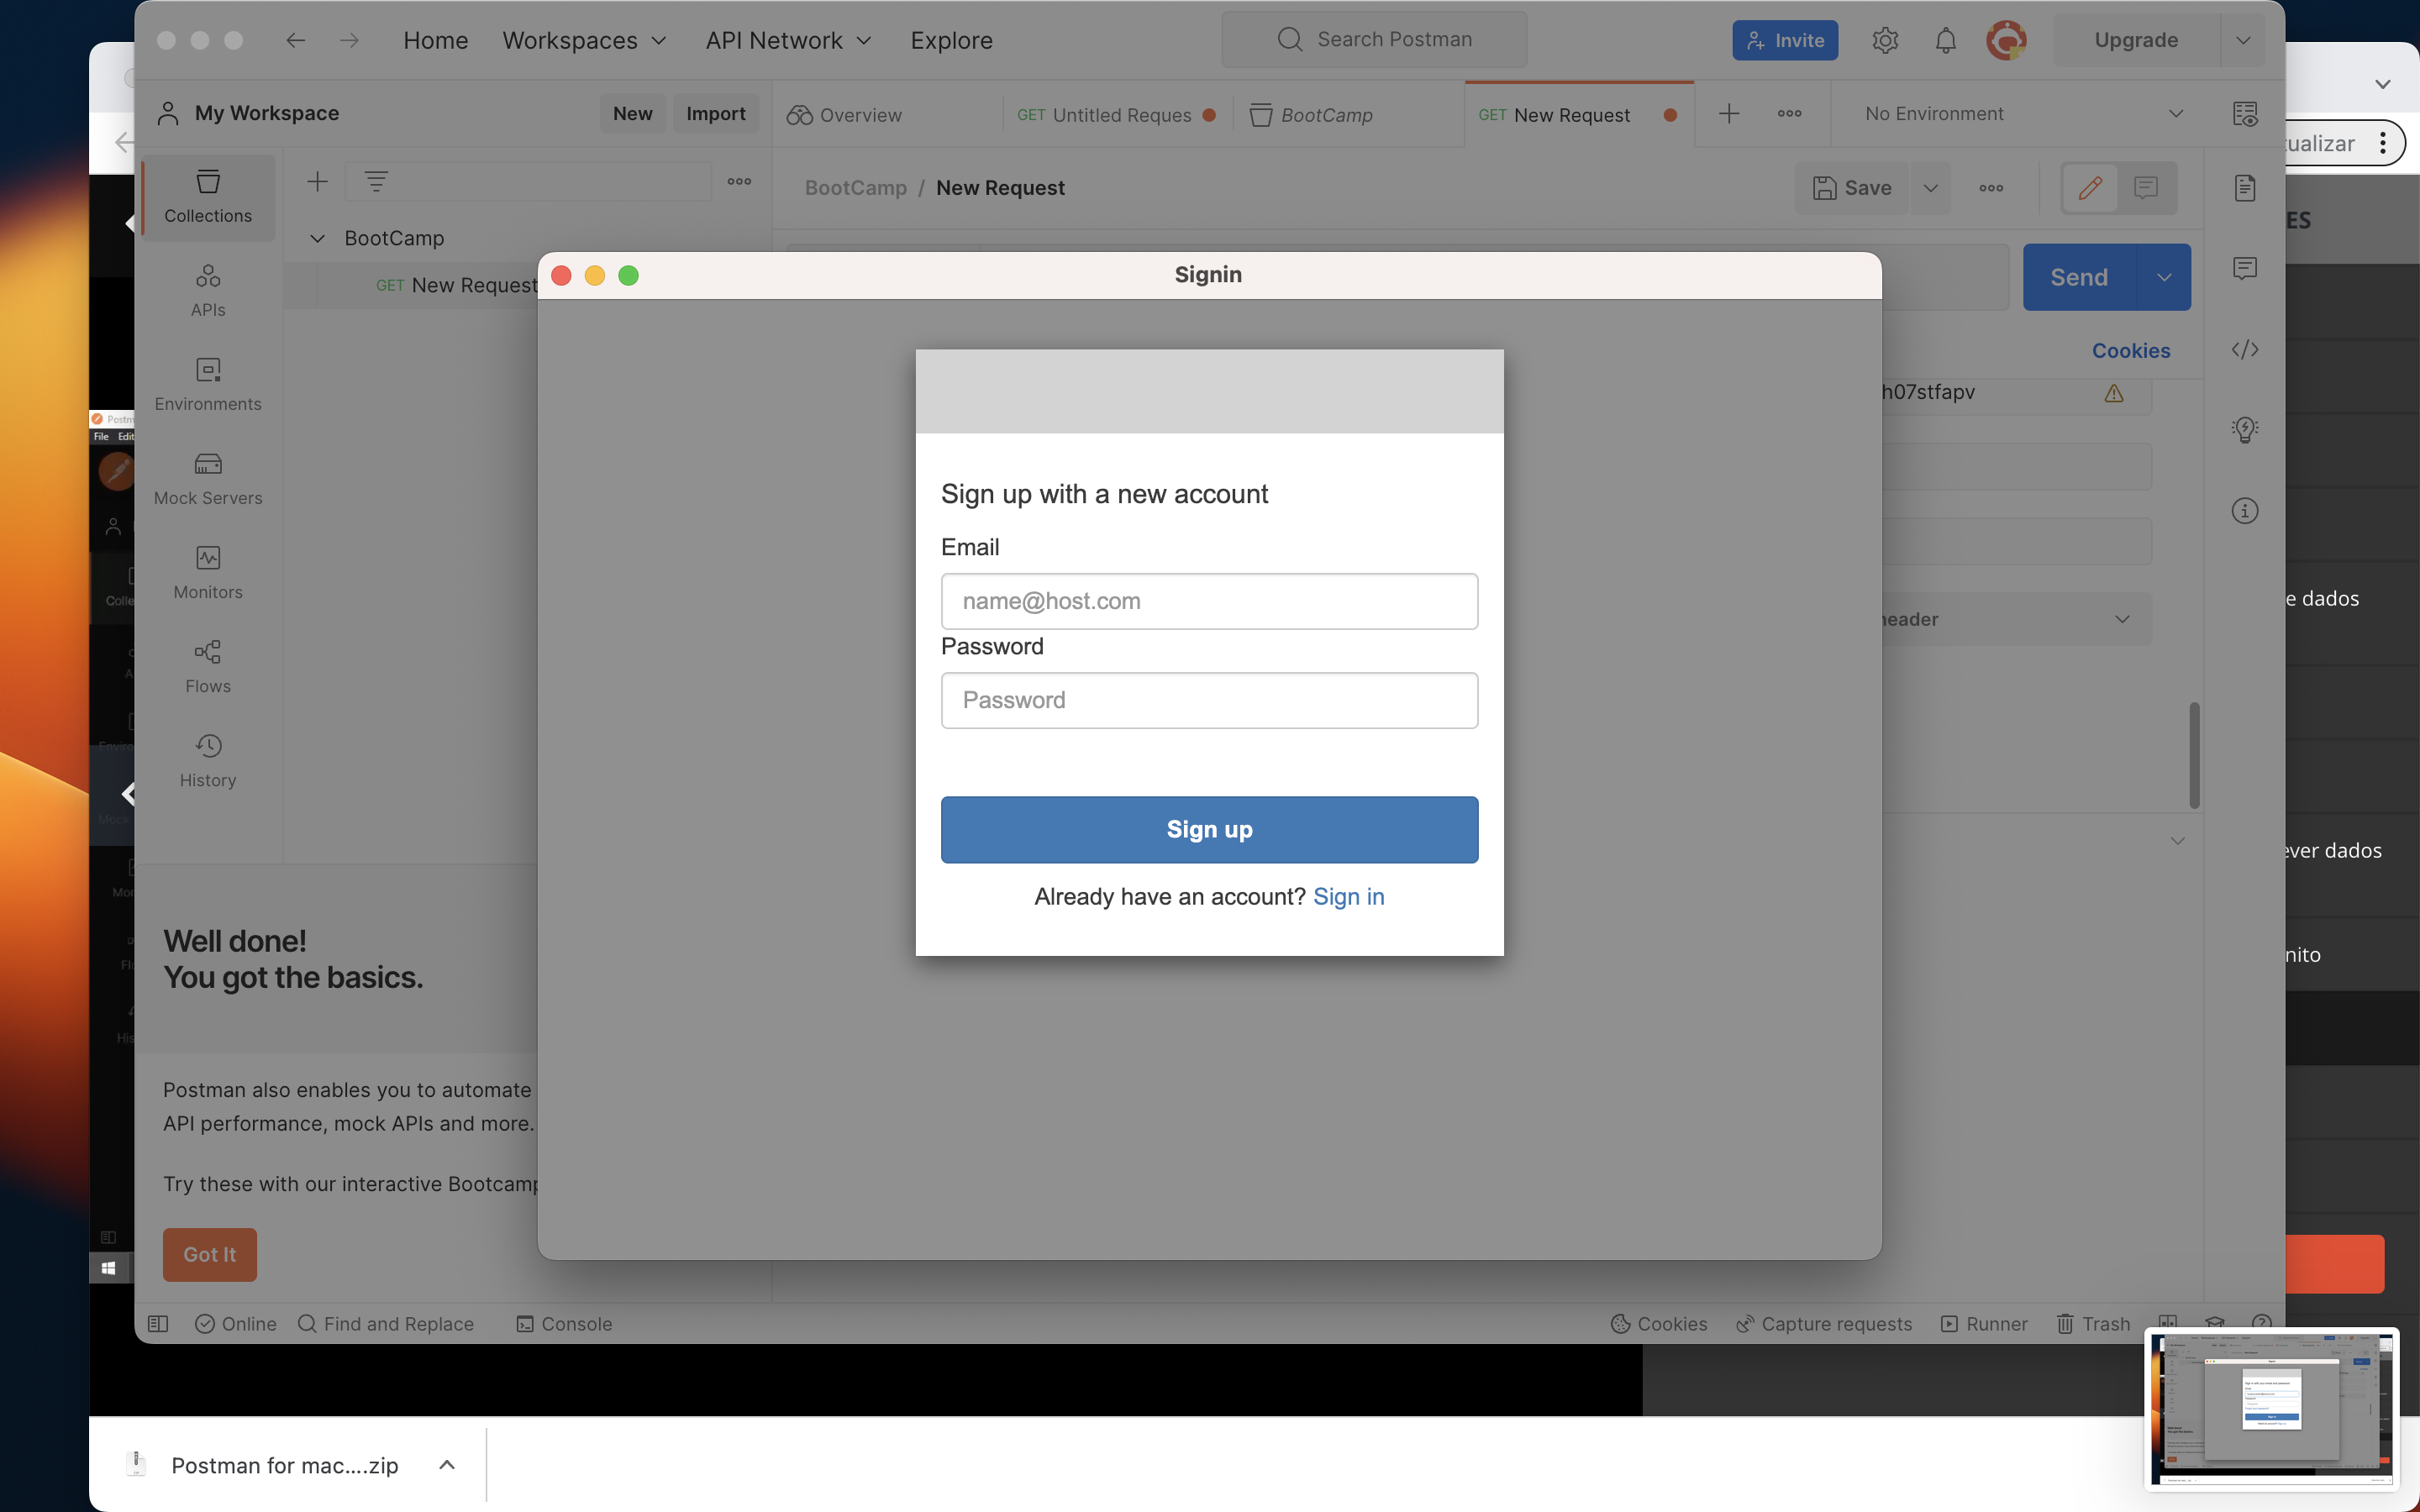 Home Workspaces API Network Explore Search Postman Invite Upgrade
My Workspace New Import Overview GET Untitled Reques BootCamp GET New Request No Environment
ualizar
Collections
BootCamp / New Request Save
BootCamp
ES
GET New Request
Signin
Send
APIs
Cookies
h07stfapv
Environments
File Edit
Mock Servers
Sign up with a new account
Email
name@host.com
Monitors
e dados
header
Password
Password
Flows
History
Sign up
ever dados
Already have an account? Sign in
Well done!
You got the basics.
nito
Postman also enables you to automate
API performance, mock APIs and more.
Try these with our interactive Bootcamp
Got It
Online Find and Replace Console Cookies Capture requests Runner Trash
Postman for mac....zip